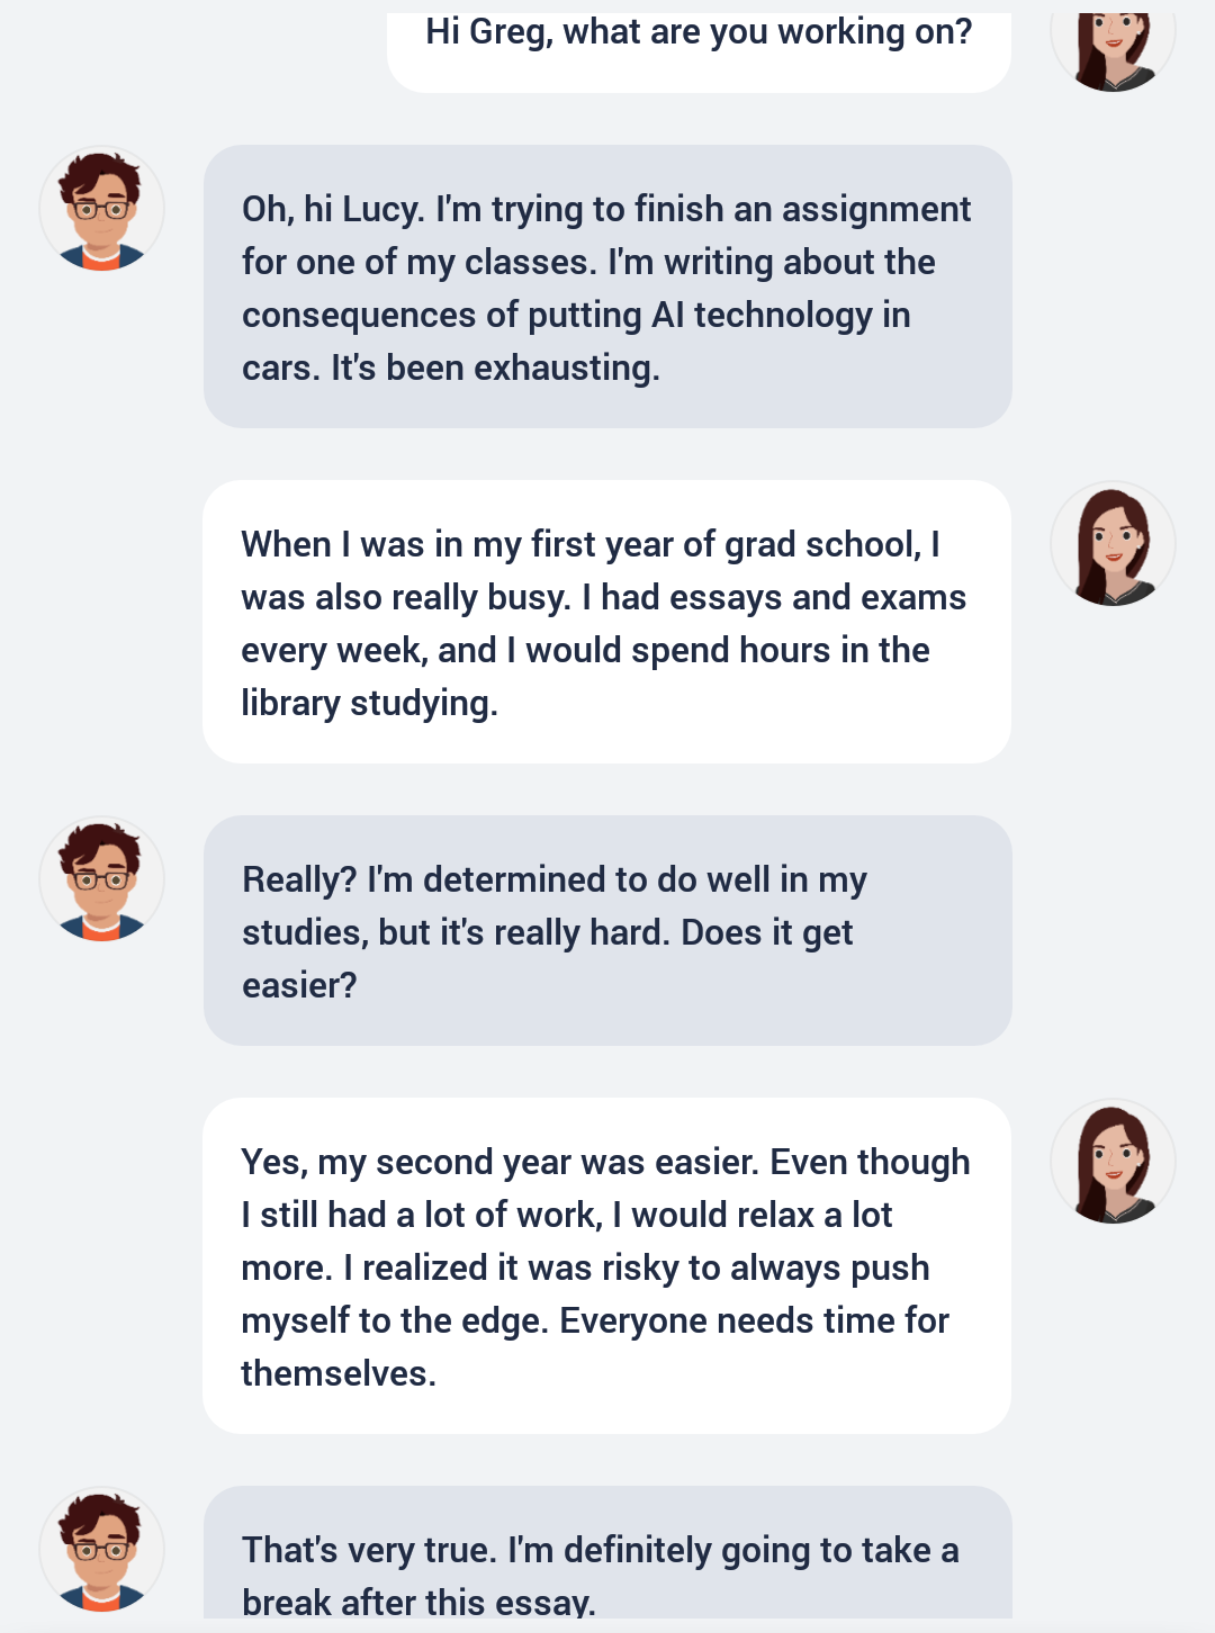 Hi Greg, what are you working on?
Oh, hi Lucy. I'm trying to finish an assignment
for one of my classes. I'm writing about the
consequences of putting AI technology in
cars. It's been exhausting.
When I was in my first year of grad school, I
was also really busy. I had essays and exams
every week, and I would spend hours in the
library studying.
Really? I'm determined to do well in my
studies, but it's really hard. Does it get
easier?
Yes, my second year was easier. Even though
I still had a lot of work, I would relax a lot
more. I realized it was risky to always push
myself to the edge. Everyone needs time for
themselves.
That's very true. I'm definitely going to take a
break after this essay.